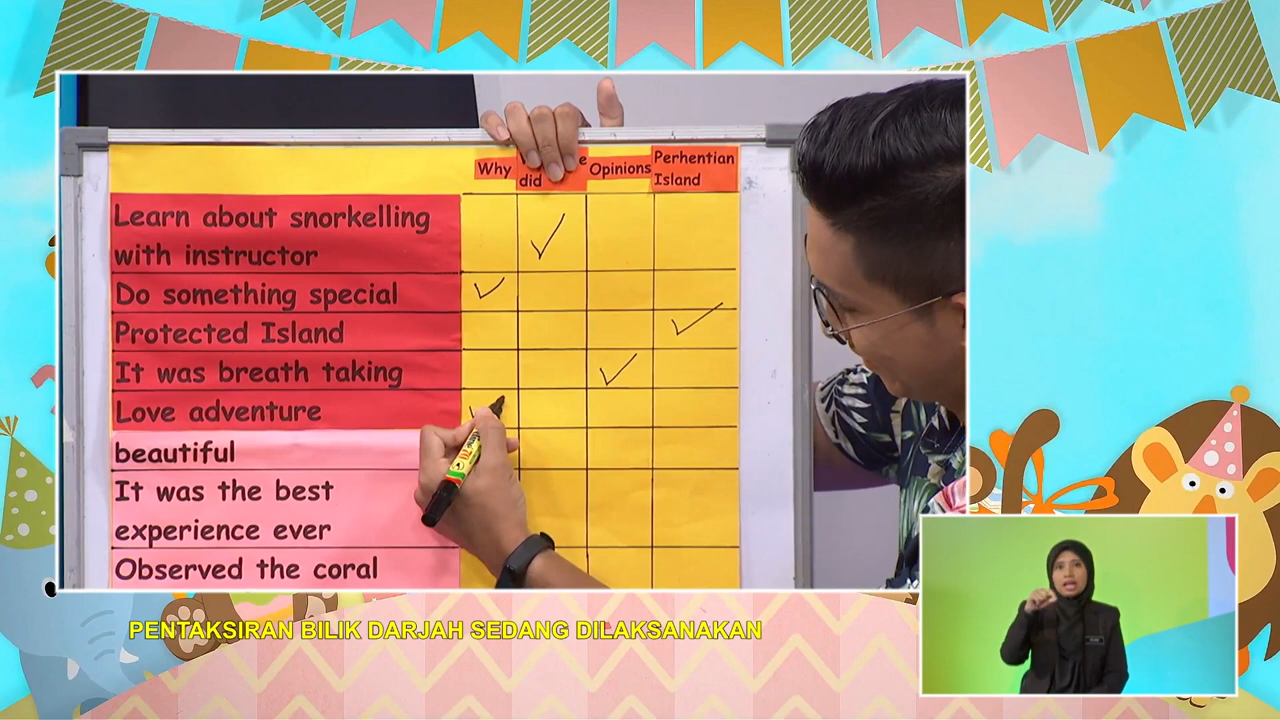 Why
did
Opinions
Perhentian
Island
Learn about snorkelling
with instructor
Do something special
Protected Island
It was breath taking
Love adventure
beautiful
It was the best
experience ever
Observed the coral
PENTAKSIRAN BILIK DARJAH SEDANG DILAKSANAKAN